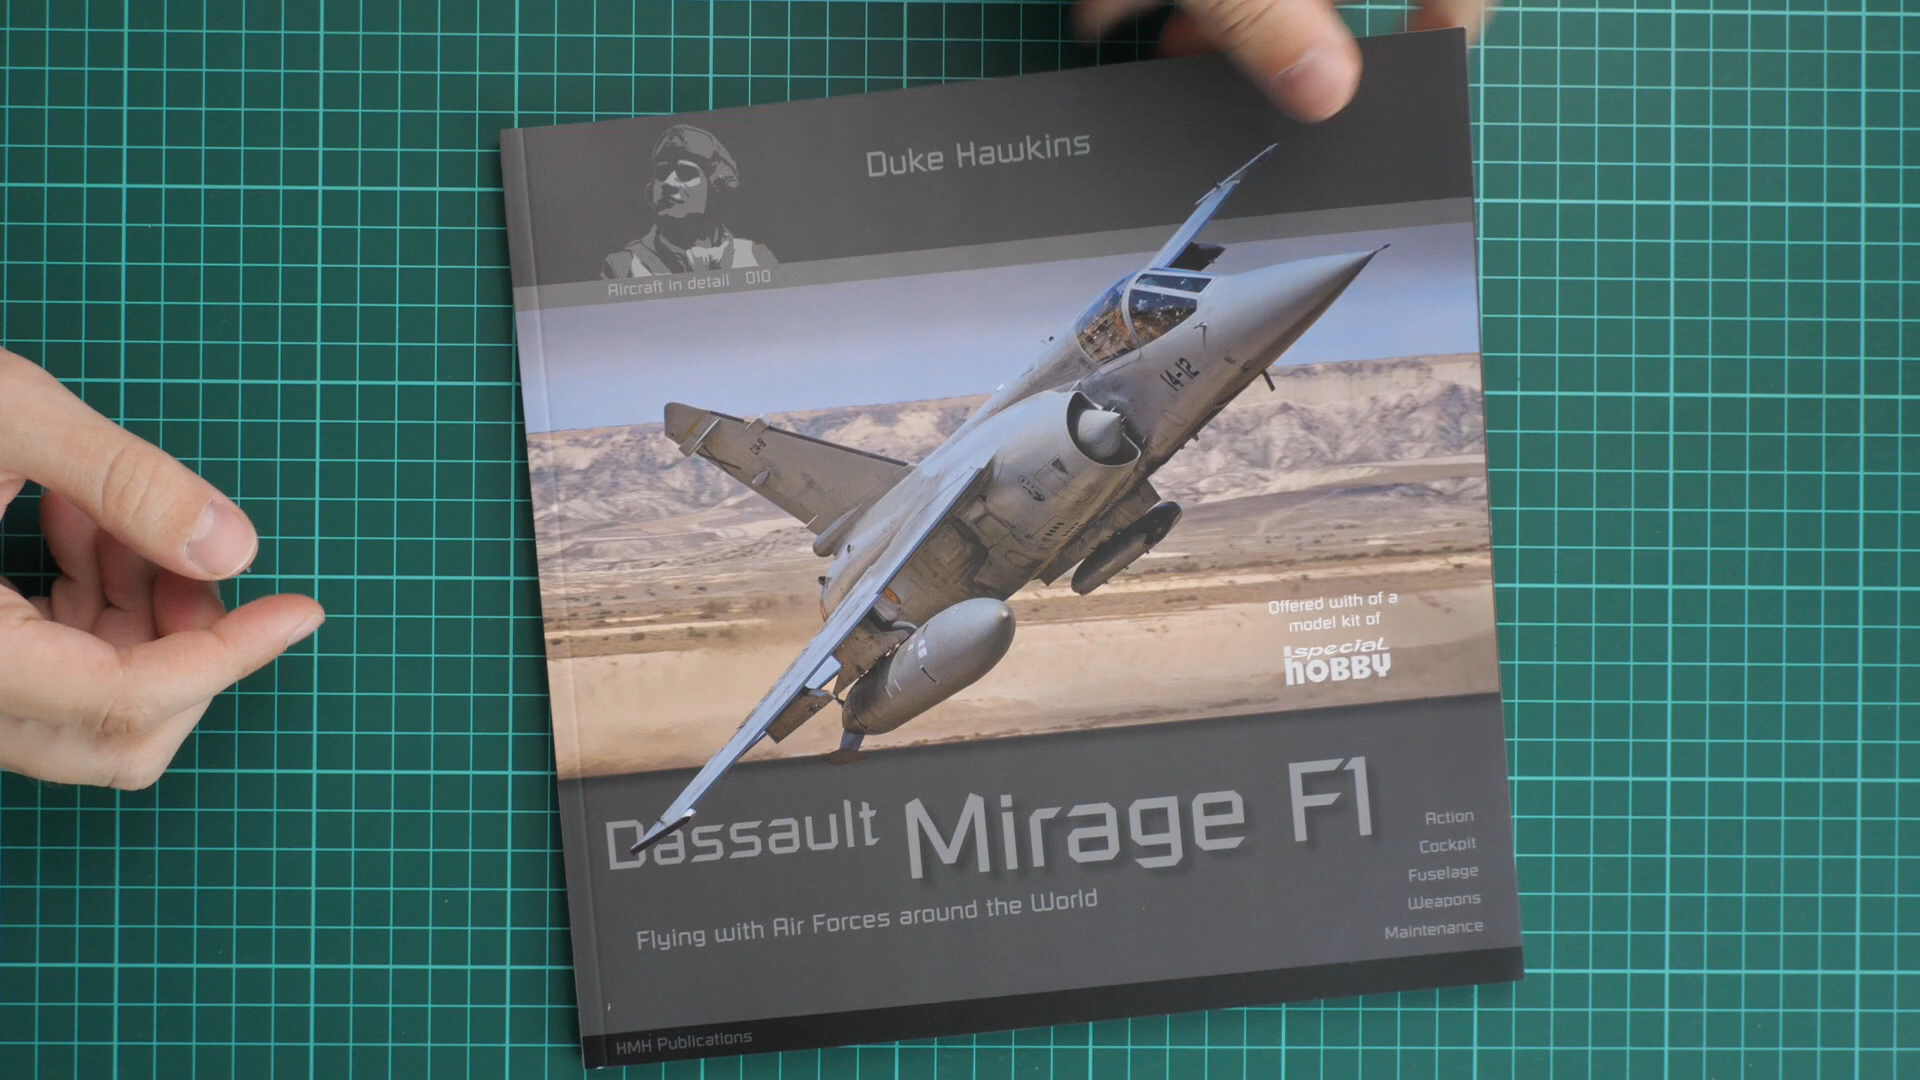 Duke Hawkins
Aircraft in detail 010
14-12
Offered with of a
model kit of
special
hOBBY
Dassault Mirage F1
Flying with Air Forces around the World
Action
Cockpit
Fuselage
Weapons
Maintenance
HMH Publications